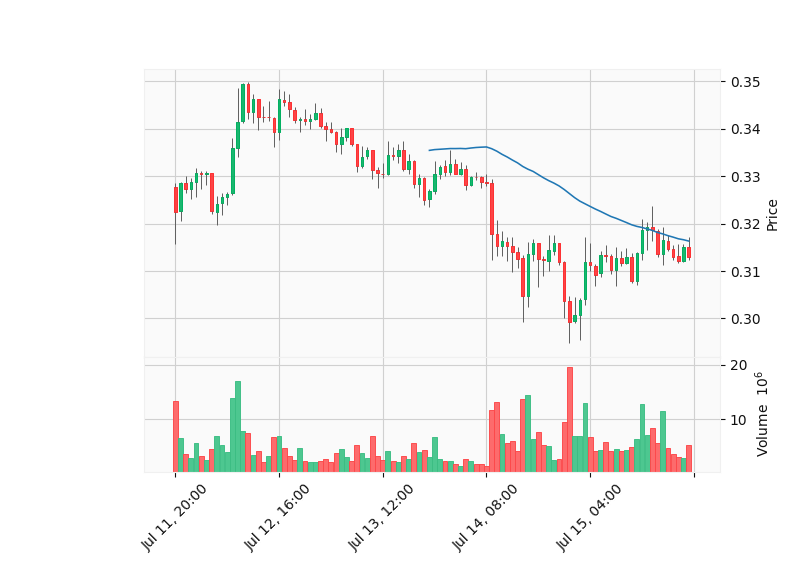 0.35
0.34
0.33
0.32
0.31
0.30
Price
20
10
Volume 10^6
Jul 11, 20:00
Jul 12, 16:00
Jul 13, 12:00
Jul 14, 08:00
Jul 15, 04:00